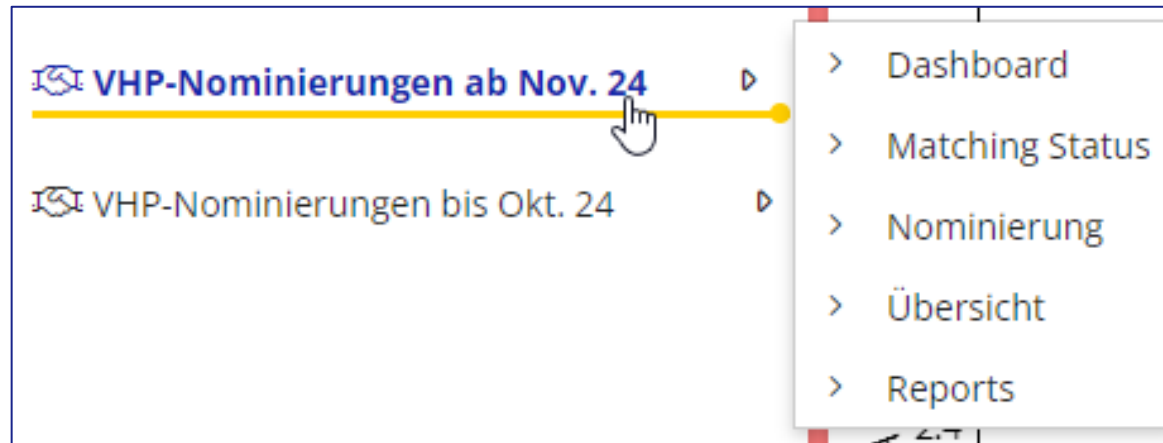 VHP-Nominierungen ab Nov. 24
VHP-Nominierungen bis Okt. 24
Dashboard
Matching Status
Nominierung
Übersicht
Reports